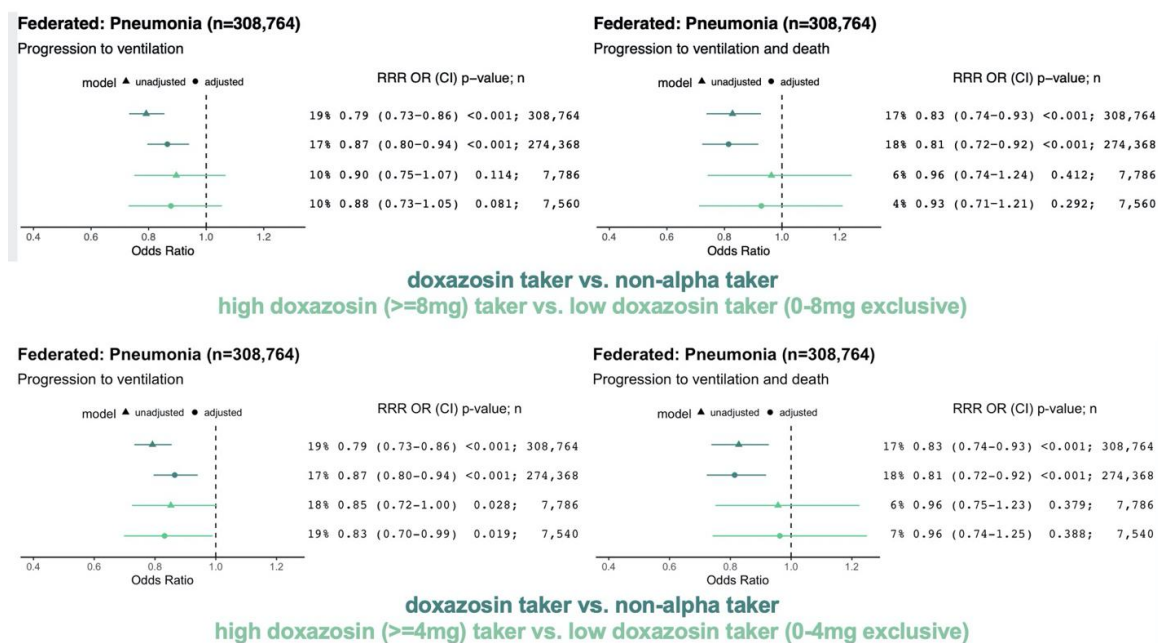 Federated: Pneumonia (n=308,764)
Progression to ventilation
model ▲ unadjusted ● adjusted
RRR OR (CI) p−value; n
19% 0.79 (0.73−0.86) <0.001; 308,764
17% 0.87 (0.80−0.94) <0.001; 274,368
10% 0.90 (0.75−1.07) 0.114; 7,786
10% 0.88 (0.73−1.05) 0.081; 7,560
0.4 0.6 0.8 1.0 1.2
Odds Ratio
Federated: Pneumonia (n=308,764)
Progression to ventilation and death
model ▲ unadjusted ● adjusted
RRR OR (CI) p−value; n
17% 0.83 (0.74−0.93) <0.001; 308,764
18% 0.81 (0.72−0.92) <0.001; 274,368
6% 0.96 (0.74−1.24) 0.412; 7,786
4% 0.93 (0.71−1.21) 0.292; 7,560
0.4 0.6 0.8 1.0 1.2
Odds Ratio
doxazosin taker vs. non-alpha taker
high doxazosin (>=8mg) taker vs. low doxazosin taker (0-8mg exclusive)
Federated: Pneumonia (n=308,764)
Progression to ventilation
model ▲ unadjusted ● adjusted
RRR OR (CI) p-value; n
19% 0.79 (0.73-0.86) <0.001; 308,764
17% 0.87 (0.80-0.94) <0.001; 274,368
18% 0.85 (0.72-1.00) 0.028; 7,786
19% 0.83 (0.70-0.99) 0.019; 7,540
0.4 0.6 0.8 1.0 1.2
Odds Ratio
Federated: Pneumonia (n=308,764)
Progression to ventilation and death
model ▲ unadjusted ● adjusted
RRR OR (CI) p-value; n
17% 0.83 (0.74-0.93) <0.001; 308,764
18% 0.81 (0.72-0.92) <0.001; 274,368
6% 0.96 (0.75-1.23) 0.379; 7,786
7% 0.96 (0.74-1.25) 0.388; 7,540
0.4 0.6 0.8 1.0 1.2
Odds Ratio
doxazosin taker vs. non-alpha taker
high doxazosin (>=4mg) taker vs. low doxazosin taker (0-4mg exclusive)